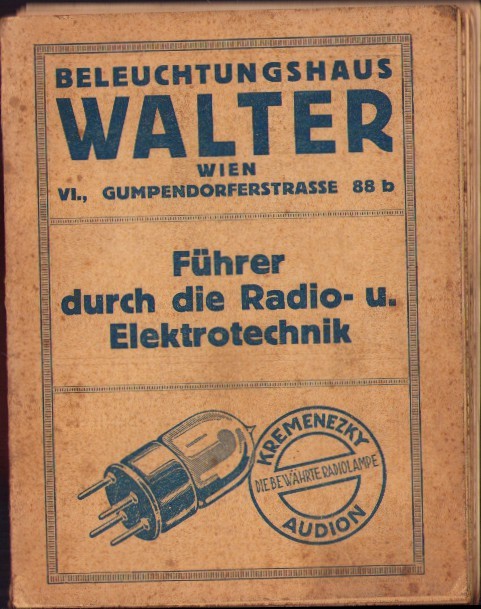 BELEUCHTUNGSHAUS
WALTER
WIEN
VI., GUMPENDORFERSTRASSE 88 b
Führer
durch die Radio- u.
Elektrotechnik
KREMENEZKY
DIE BEWÄHRTE RADIOLAMPE
AUDION